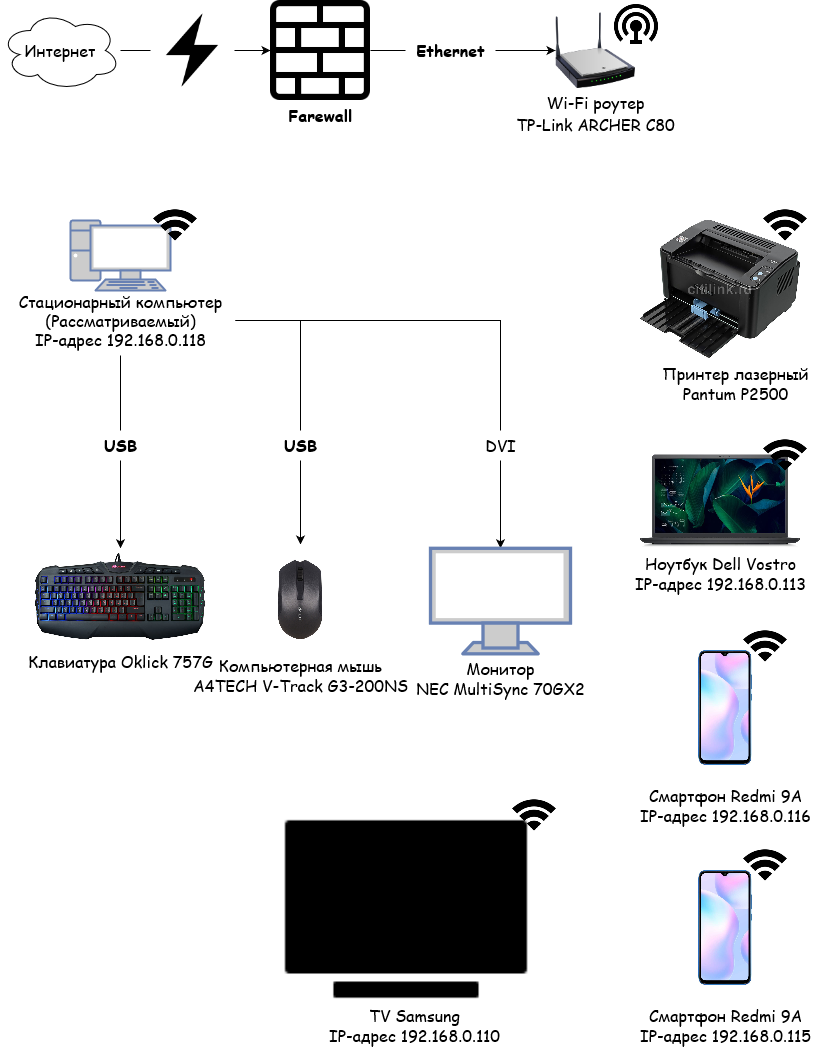 Интернет
Ethernet
Farewall
Wi-Fi роутер
TP-Link ARCHER C80
Стационарный компьютер
(Рассматриваемый)
IP-адрес 192.168.0.118
citilink.ru
Принтер лазерный
Pantum P2500
USB
USB
DVI
Ноутбук Dell Vostro
IP-адрес 192.168.0.113
Клавиатура Oklick 757G
Компьютерная мышь
A4TECH V-Track G3-200NS
Монитор
NEC MultiSync 70GX2
Смартфон Redmi 9A
IP-адрес 192.168.0.116
TV Samsung
IP-адрес 192.168.0.110
Смартфон Redmi 9A
IP-адрес 192.168.0.115